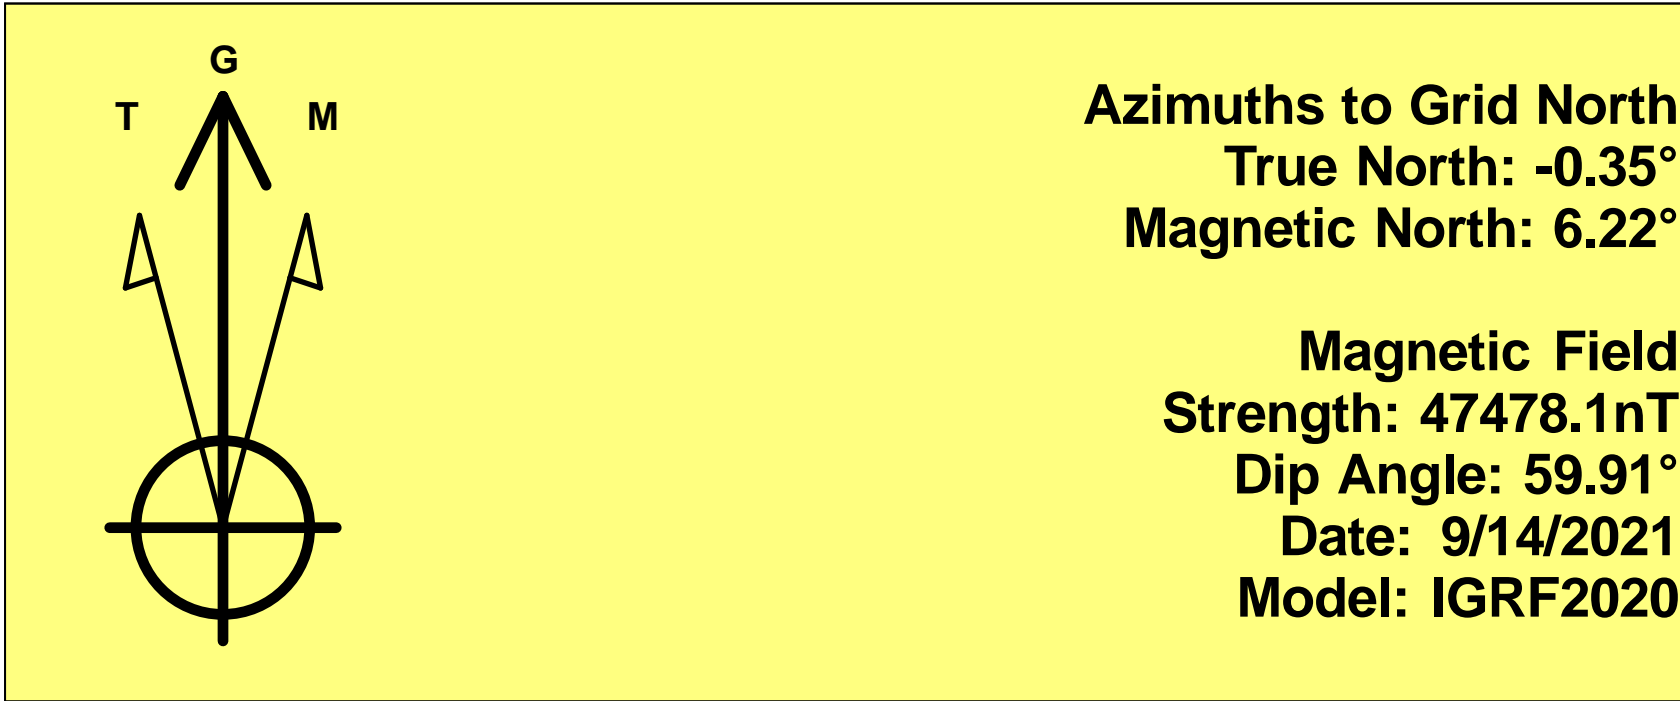 G
T
M
Azimuths to Grid North
True North: -0.35°
Magnetic North: 6.22°
Magnetic Field
Strength: 47478.1nT
Dip Angle: 59.91°
Date: 9/14/2021
Model: IGRF2020